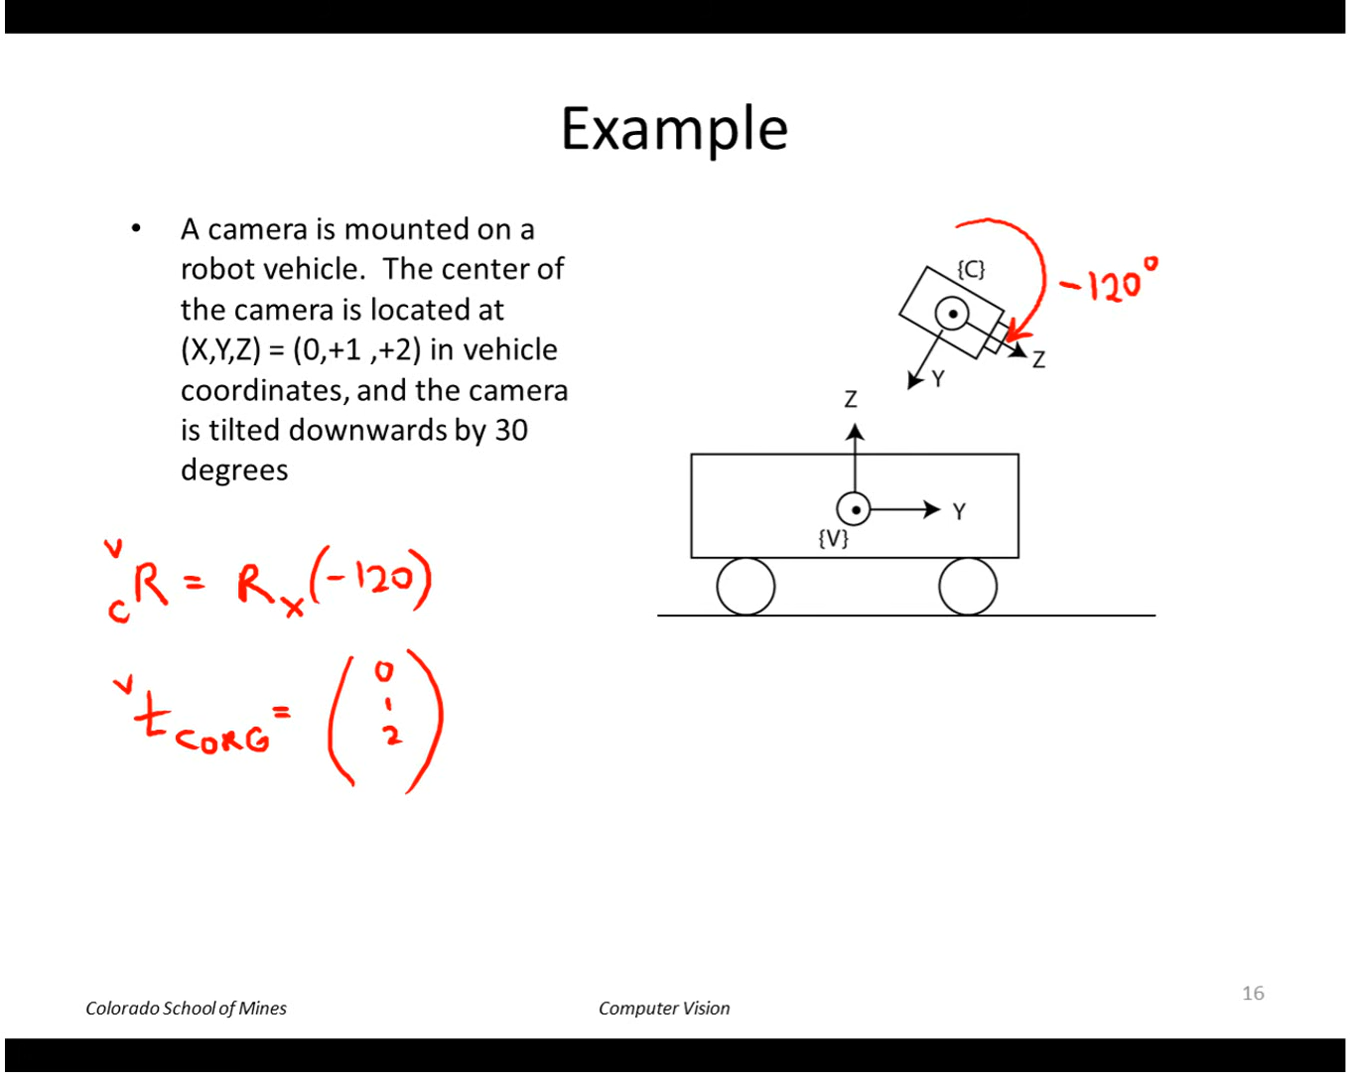 Example
• A camera is mounted on a
robot vehicle. The center of
the camera is located at
(X,Y,Z) = (0,+1 ,+2) in vehicle
coordinates, and the camera
is tilted downwards by 30
degrees
{C}
-120°
Z
Y
Z
Y
{V}
V
C R = Rx(-120)
V
t CORG = (0
1
2)
Colorado School of Mines
Computer Vision
16